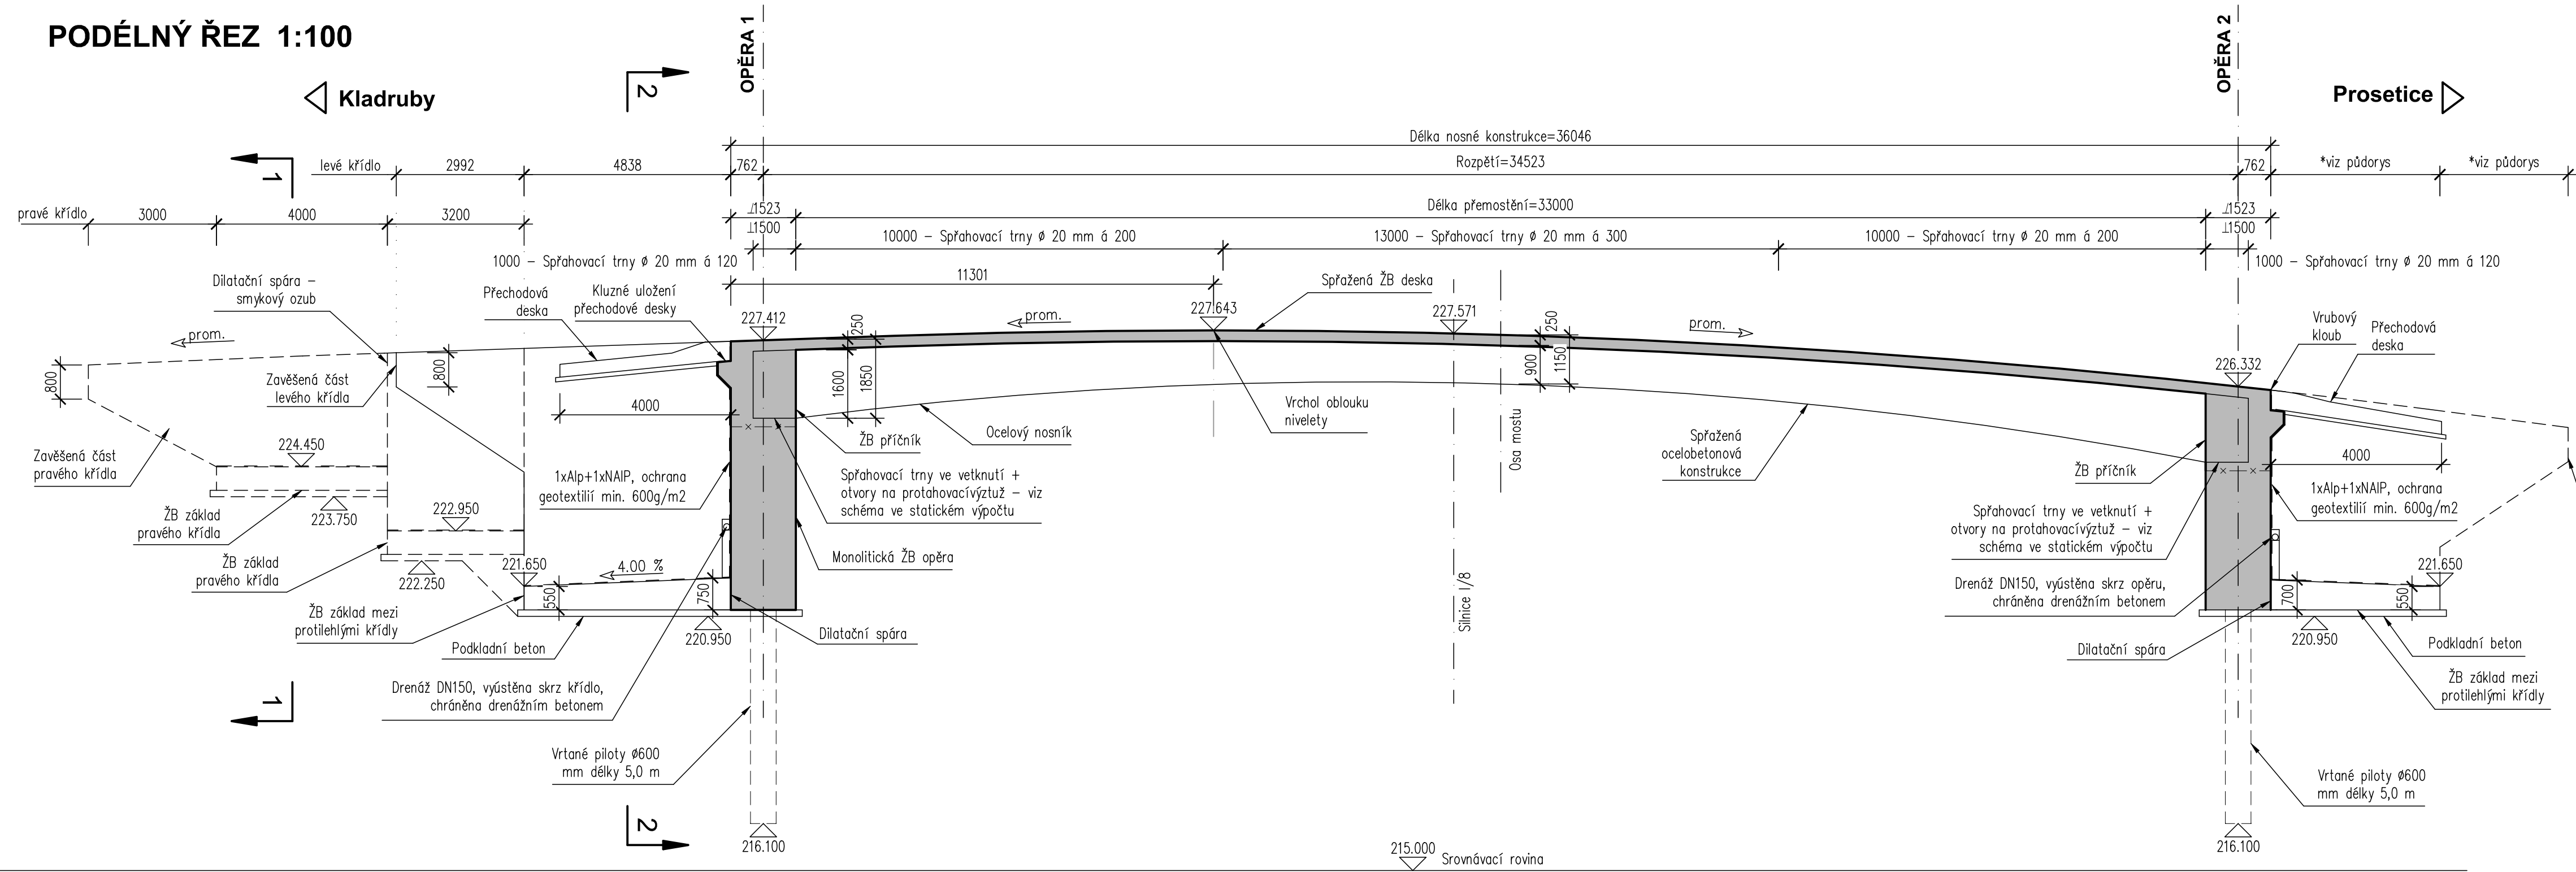 PODÉLNÝ ŘEZ 1:100
OPĚRA 1
OPĚRA 2
Kladruby
Prosetice
2
1
Délka nosné konstrukce=36046
levé křídlo
2992
4838
762
Rozpětí=34523
762
*viz půdorys
*viz půdorys
pravé křídlo
3000
4000
3200
⊥1523
⊥1500
Délka přemostění=33000
⊥1523
⊥1500
10000 – Spřahovací trny ø 20 mm á 200
13000 – Spřahovací trny ø 20 mm á 300
10000 – Spřahovací trny ø 20 mm á 200
1000 – Spřahovací trny ø 20 mm á 120
1000 – Spřahovací trny ø 20 mm á 120
11301
Dilatační spára –
smykový ozub
Přechodová
deska
Kluzné uložení
přechodové desky
Spřažená ŽB deska
227.412
227.643
227.571
226.332
Vrubový
kloub
Přechodová
deska
prom.
prom.
prom.
250
1600
1850
250
900
1150
800
800
Zavěšená část
levého křídla
4000
4000
ŽB příčník
Ocelový nosník
Vrchol oblouku
nivelety
Osa mostu
Spřažená
ocelobetonová
konstrukce
ŽB příčník
Zavěšená část
pravého křídla
224.450
223.750
1xAlp+1xNAIP, ochrana
geotextilií min. 600g/m2
Spřahovací trny ve vetknutí +
otvory na protahovacívýztuž – viz
schéma ve statickém výpočtu
1xAlp+1xNAIP, ochrana
geotextilií min. 600g/m2
Spřahovací trny ve vetknutí +
otvory na protahovacívýztuž – viz
schéma ve statickém výpočtu
ŽB základ
pravého křídla
222.950
222.250
ŽB základ
pravého křídla
Monolitická ŽB opěra
221.650
4.00 %
550
750
220.950
Silnice I/8
Drenáž DN150, vyústěna skrz opěru,
chráněna drenážním betonem
221.650
700
550
220.950
ŽB základ mezi
protilehlými křídly
Podkladní beton
Dilatační spára
Dilatační spára
Podkladní beton
ŽB základ mezi
protilehlými křídly
Drenáž DN150, vyústěna skrz křídlo,
chráněna drenážním betonem
1
Vrtané piloty ø600
mm délky 5,0 m
Vrtané piloty ø600
mm délky 5,0 m
2
216.100
216.100
215.000
Srovnávací rovina